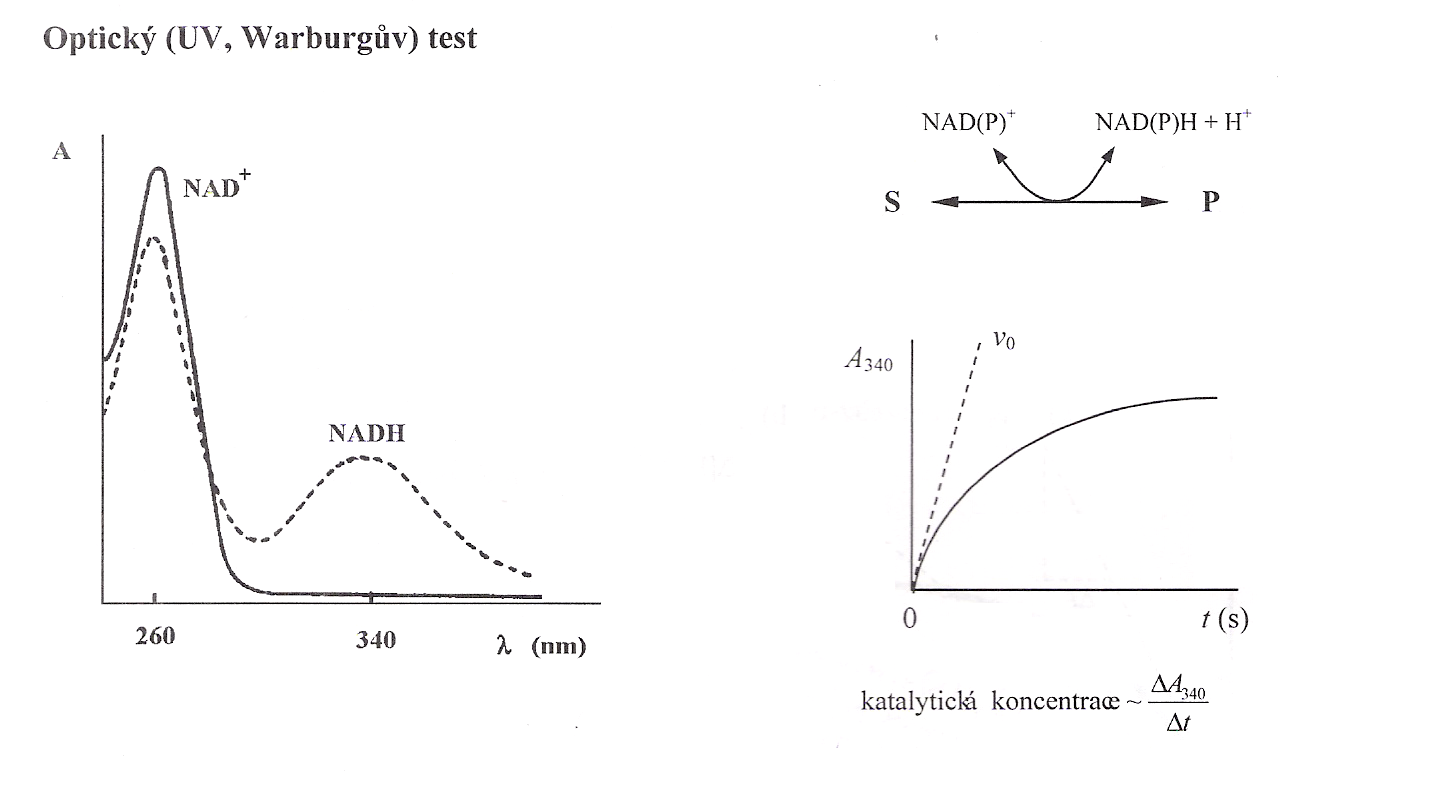 Optický (UV, Warburgův) test
A
NAD⁺
NADH
260
340
λ (nm)
NAD(P)⁺
NAD(P)H + H⁺
S
P
A₃₄₀
v₀
0
t (s)
katalytická koncentrace ~ ΔA₃₄₀ / Δt